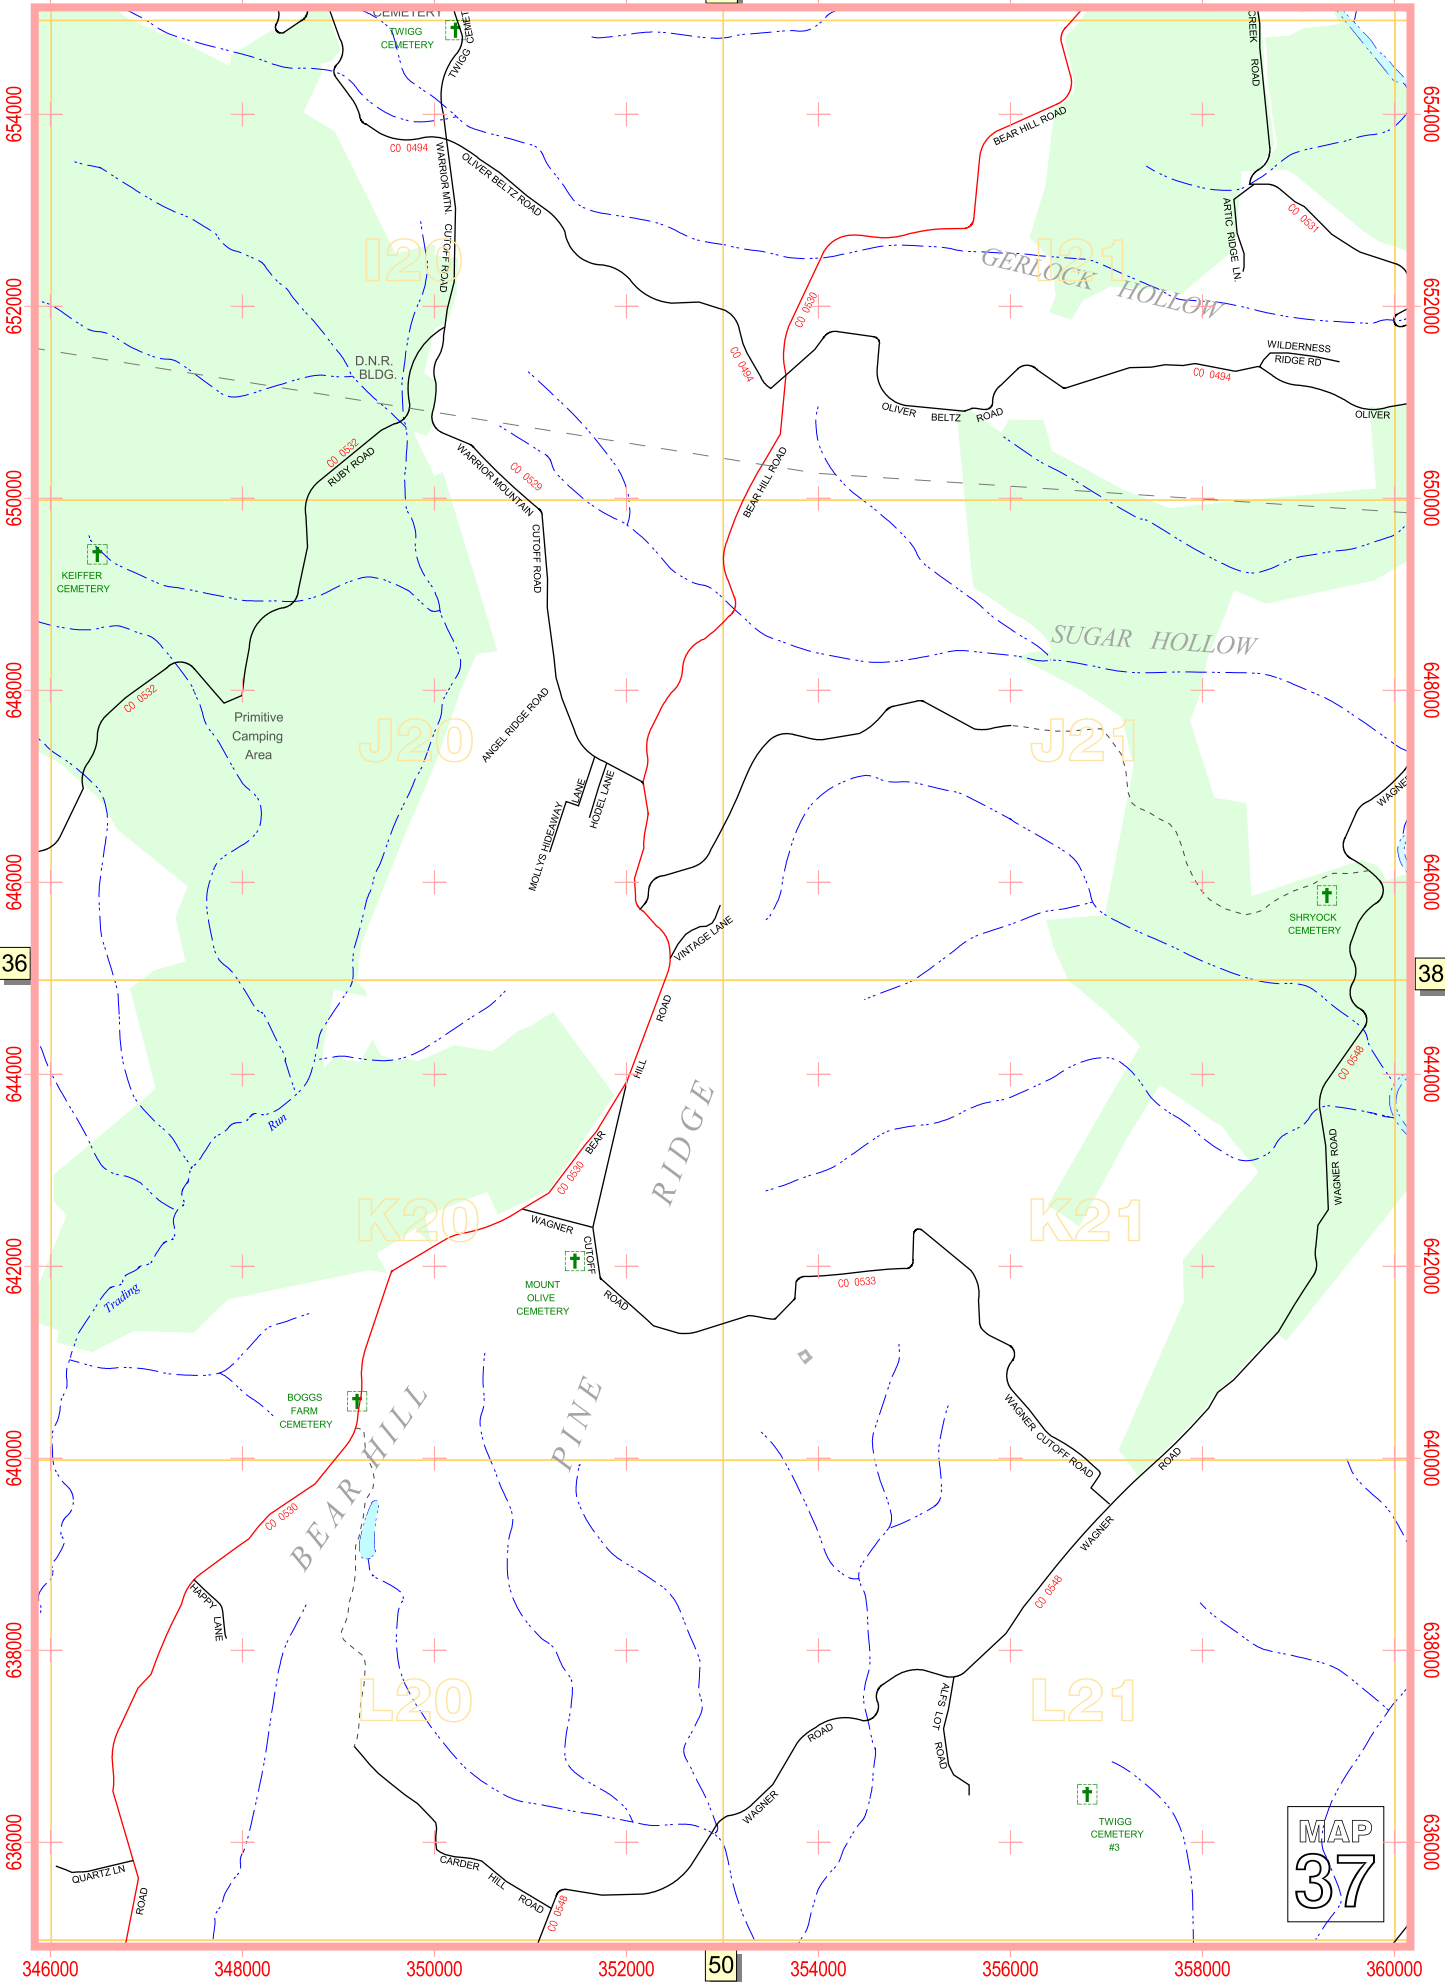 CEMETERY
TWIGG
CEMETERY
TWIGG CEMET
CREEK ROAD
654000
654000
CO 0494
WARRIOR MTN. CUTOFF ROAD
OLIVER BELTZ ROAD
BEAR HILL ROAD
ARTIC RIDGE LN.
CO 0531
I20
I21
GERLOCK HOLLOW
652000
652000
CO 0530
D.N.R.
BLDG.
CO 0494
WILDERNESS
RIDGE RD
CO 0494
OLIVER BELTZ ROAD
OLIVER
CO 0532
RUBY ROAD
WARRIOR MOUNTAIN CUTOFF ROAD
CO 0529
BEAR HILL ROAD
650000
650000
KEIFFER
CEMETERY
SUGAR HOLLOW
648000
648000
CO 0532
Primitive
Camping
Area
J20
J21
ANGEL RIDGE ROAD
MOLLYS HIDEAWAY LANE
HODEL LANE
WAGNE
646000
646000
SHRYOCK
CEMETERY
VINTAGE LANE
36
38
BEAR HILL ROAD
CO 0548
644000
644000
Run
PINE RIDGE
CO 0530
WAGNER ROAD
K20
K21
WAGNER CUTOFF ROAD
642000
642000
MOUNT
OLIVE
CEMETERY
CO 0533
Trading
BOGGS
FARM
CEMETERY
BEAR HILL
WAGNER CUTOFF ROAD
640000
640000
WAGNER ROAD
CO 0530
CO 0548
HAPPY LANE
638000
638000
L20
L21
ALFS LOT ROAD
WAGNER ROAD
TWIGG
CEMETERY
#3
636000
636000
MAP
37
QUARTZ LN
ROAD
CARDER HILL ROAD
CO 0548
346000
348000
350000
352000
50
354000
356000
358000
360000